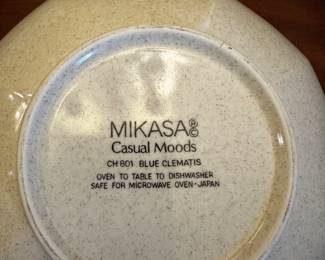 MIKASA
Casual Moods
CH 801 BLUE CLEMATIS
OVEN TO TABLE TO DISHWASHER
SAFE FOR MICROWAVE OVEN-JAPAN